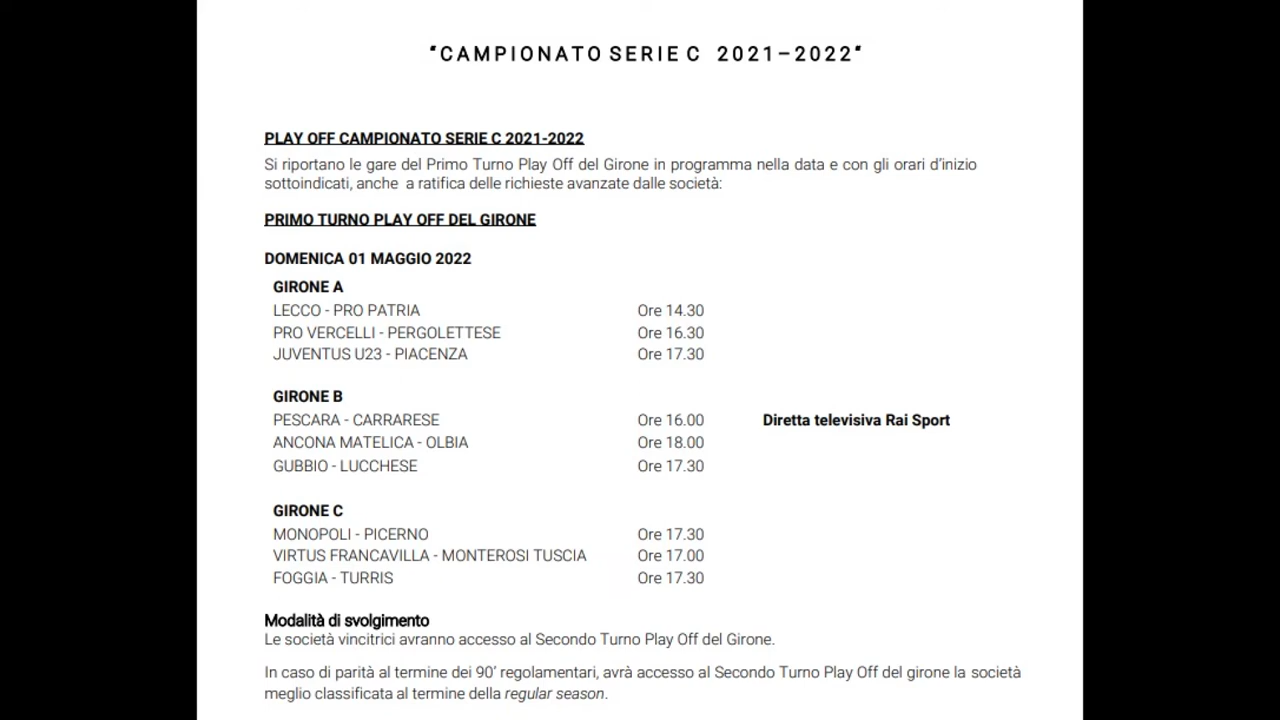 “CAMPIONATO SERIE C 2021–2022“
PLAY OFF CAMPIONATO SERIE C 2021-2022
Si riportano le gare del Primo Turno Play Off del Girone in programma nella data e con gli orari d’inizio
sottoindicati, anche a ratifica delle richieste avanzate dalle società:
PRIMO TURNO PLAY OFF DEL GIRONE
DOMENICA 01 MAGGIO 2022
GIRONE A
LECCO - PRO PATRIA Ore 14.30
PRO VERCELLI - PERGOLETTESE Ore 16.30
JUVENTUS U23 - PIACENZA Ore 17.30
GIRONE B
PESCARA - CARRARESE Ore 16.00 Diretta televisiva Rai Sport
ANCONA MATELICA - OLBIA Ore 18.00
GUBBIO - LUCCHESE Ore 17.30
GIRONE C
MONOPOLI - PICERNO Ore 17.30
VIRTUS FRANCAVILLA - MONTEROSI TUSCIA Ore 17.00
FOGGIA - TURRIS Ore 17.30
Modalità di svolgimento
Le società vincitrici avranno accesso al Secondo Turno Play Off del Girone.
In caso di parità al termine dei 90’ regolamentari, avrà accesso al Secondo Turno Play Off del girone la società
meglio classificata al termine della regular season.